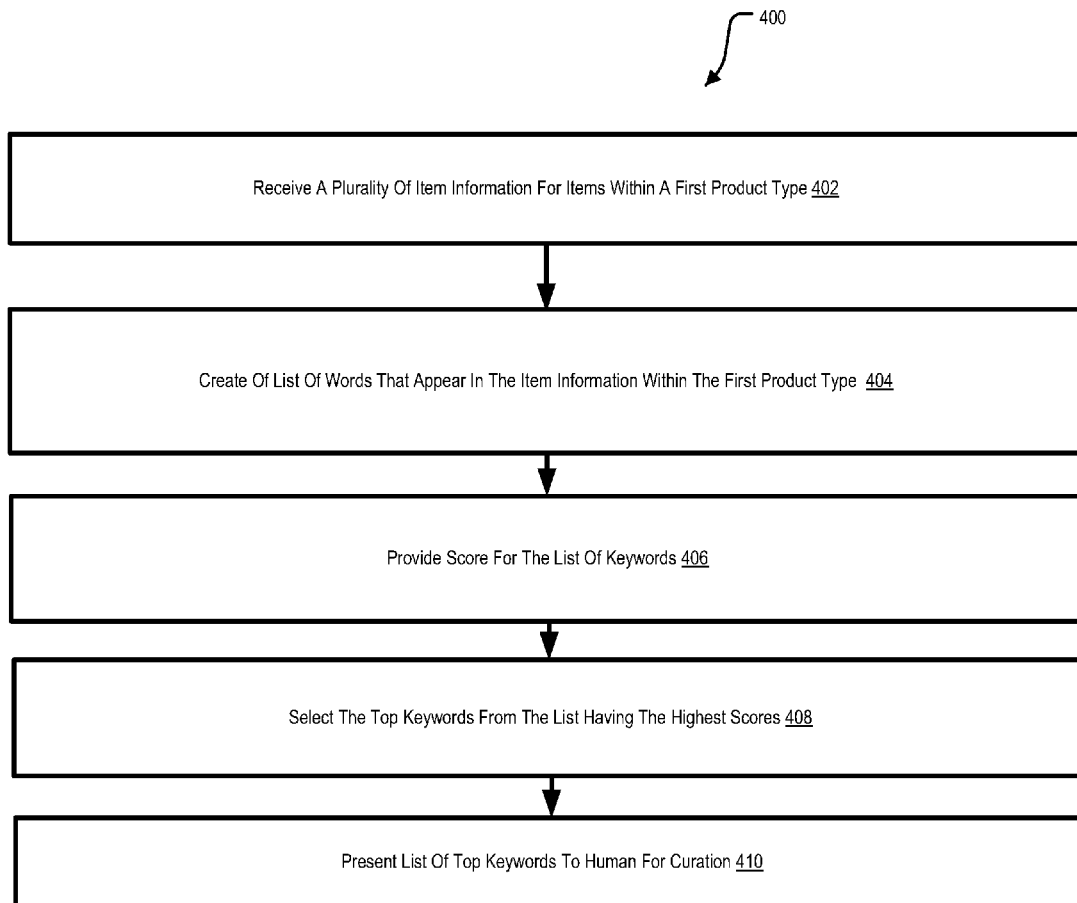 400
Receive A Plurality Of Item Information For Items Within A First Product Type 402
Create Of List Of Words That Appear In The Item Information Within The First Product Type 404
Provide Score For The List Of Keywords 406
Select The Top Keywords From The List Having The Highest Scores 408
Present List Of Top Keywords To Human For Curation 410